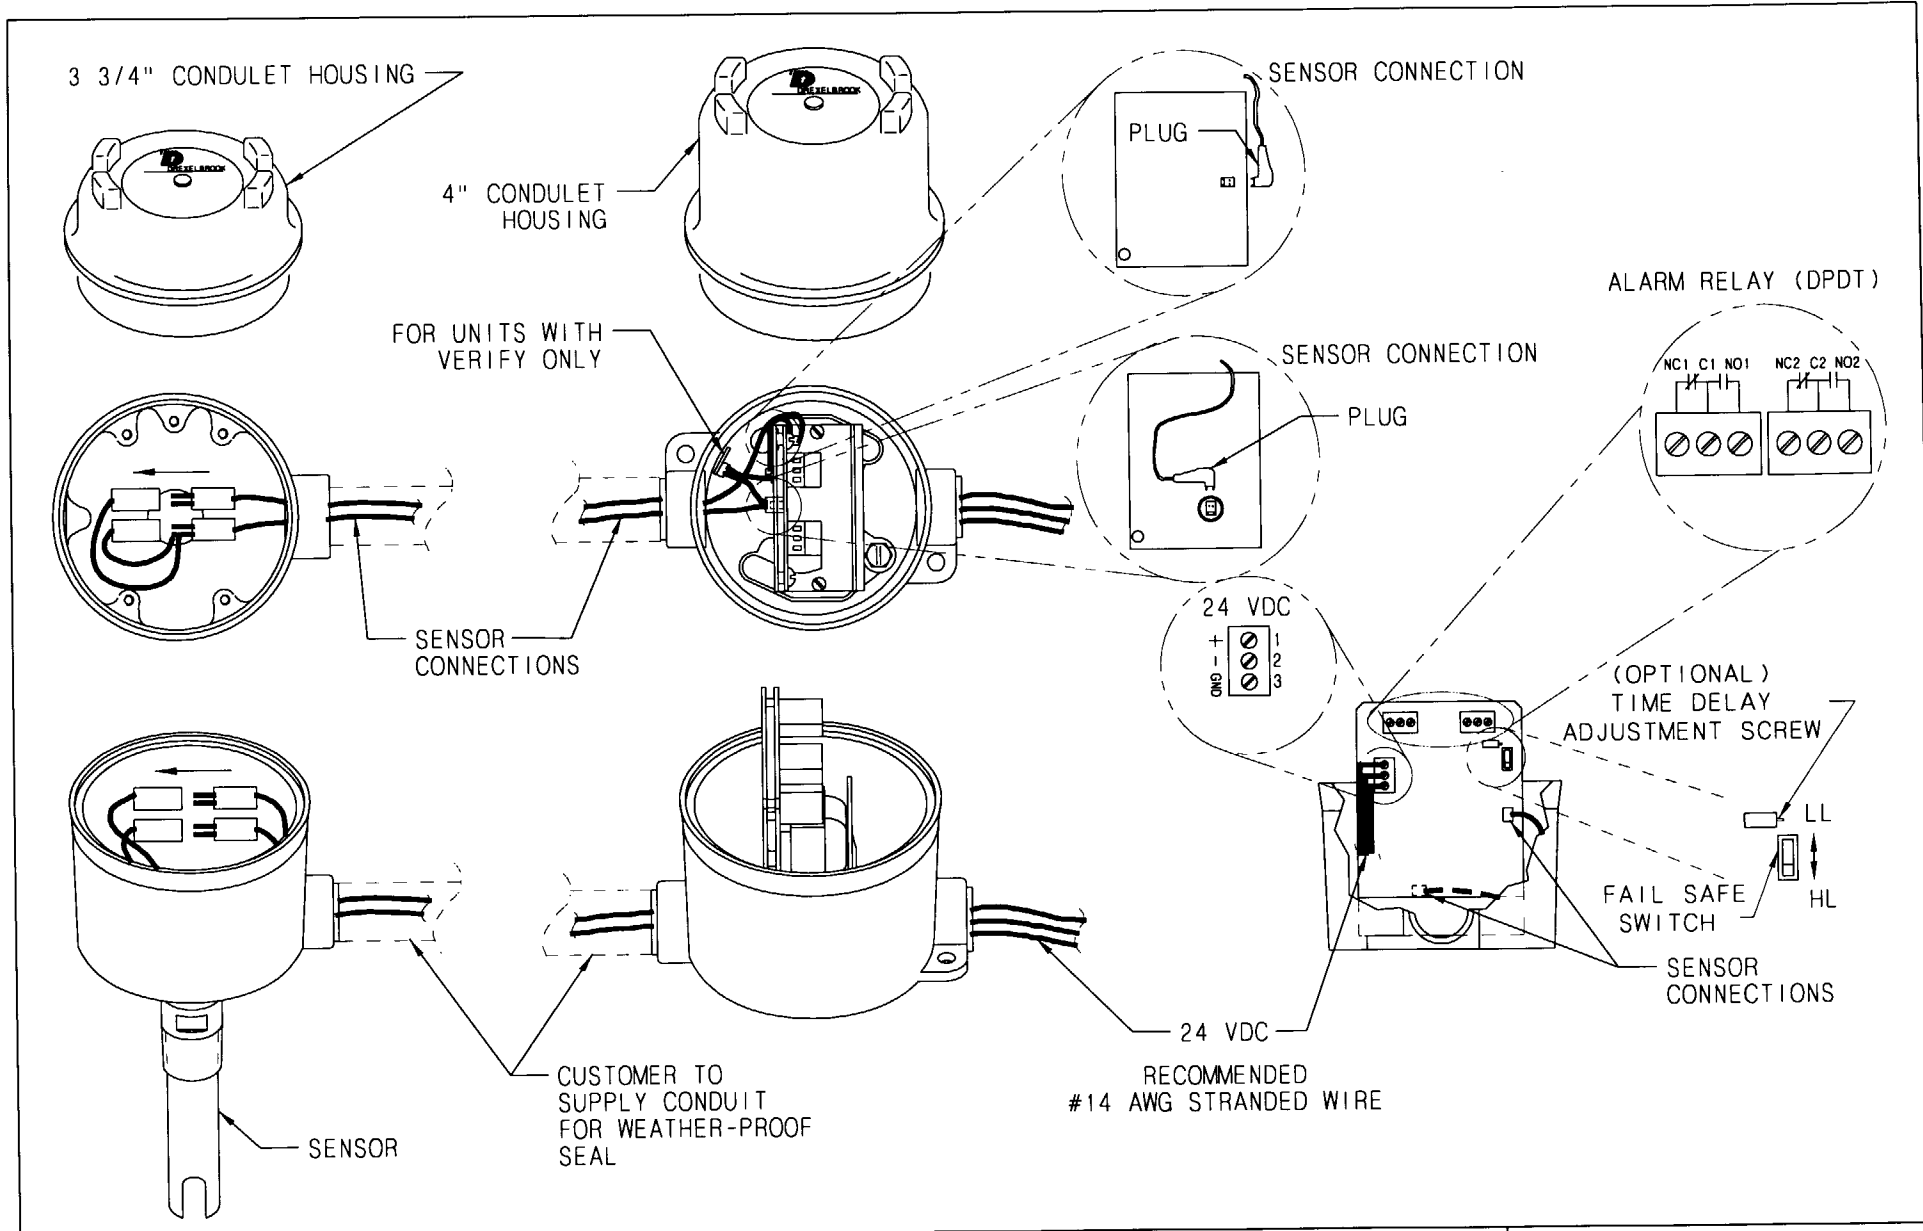 3 3/4" CONDULET HOUSING
D
DREXELBROOK
D
DREXELBROOK
4" CONDULET
HOUSING
SENSOR CONNECTION
PLUG
FOR UNITS WITH
VERIFY ONLY
SENSOR CONNECTION
PLUG
ALARM RELAY (DPDT)
NC1 C1 NO1
NC2 C2 NO2
SENSOR
CONNECTIONS
24 VDC
+ 1
- 2
GND 3
(OPTIONAL)
TIME DELAY
ADJUSTMENT SCREW
LL
HL
FAIL SAFE
SWITCH
SENSOR
CONNECTIONS
24 VDC
RECOMMENDED
#14 AWG STRANDED WIRE
CUSTOMER TO
SUPPLY CONDUIT
FOR WEATHER-PROOF
SEAL
SENSOR